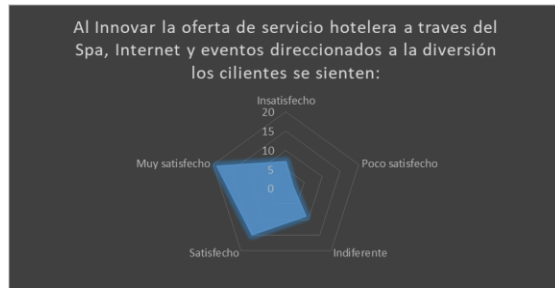 Al Innovar la oferta de servicio hotelera a traves del
Spa, Internet y eventos direccionados a la diversión
los cilientes se sienten:
Insatisfecho
20
15
10
5
0
Muy satisfecho
Poco satisfecho
Satisfecho
Indiferente